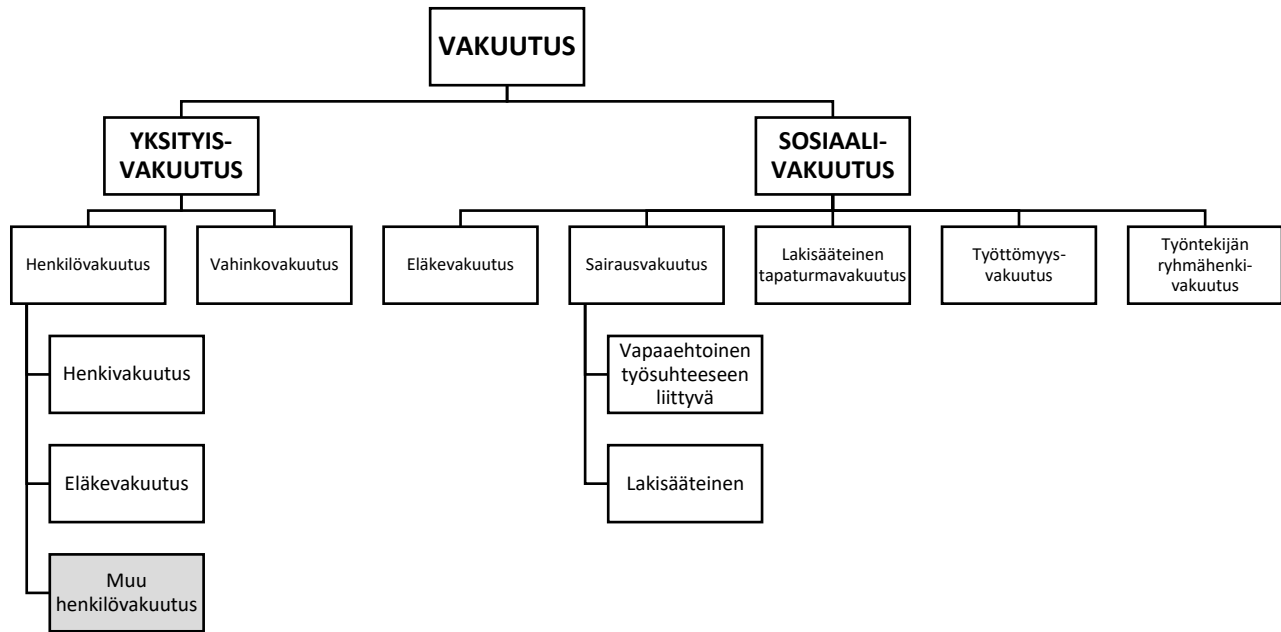 VAKUUTUS
YKSITYIS-
VAKUUTUS
SOSIAALI-
VAKUUTUS
Henkilövakuutus
Vahinkovakuutus
Eläkevakuutus
Sairausvakuutus
Lakisääteinen
tapaturmavakuutus
Työttömyys-
vakuutus
Työntekijän
ryhmähenki-
vakuutus
Henkivakuutus
Eläkevakuutus
Muu
henkilövakuutus
Vapaaehtoinen
työsuhteeseen
liittyvä
Lakisääteinen